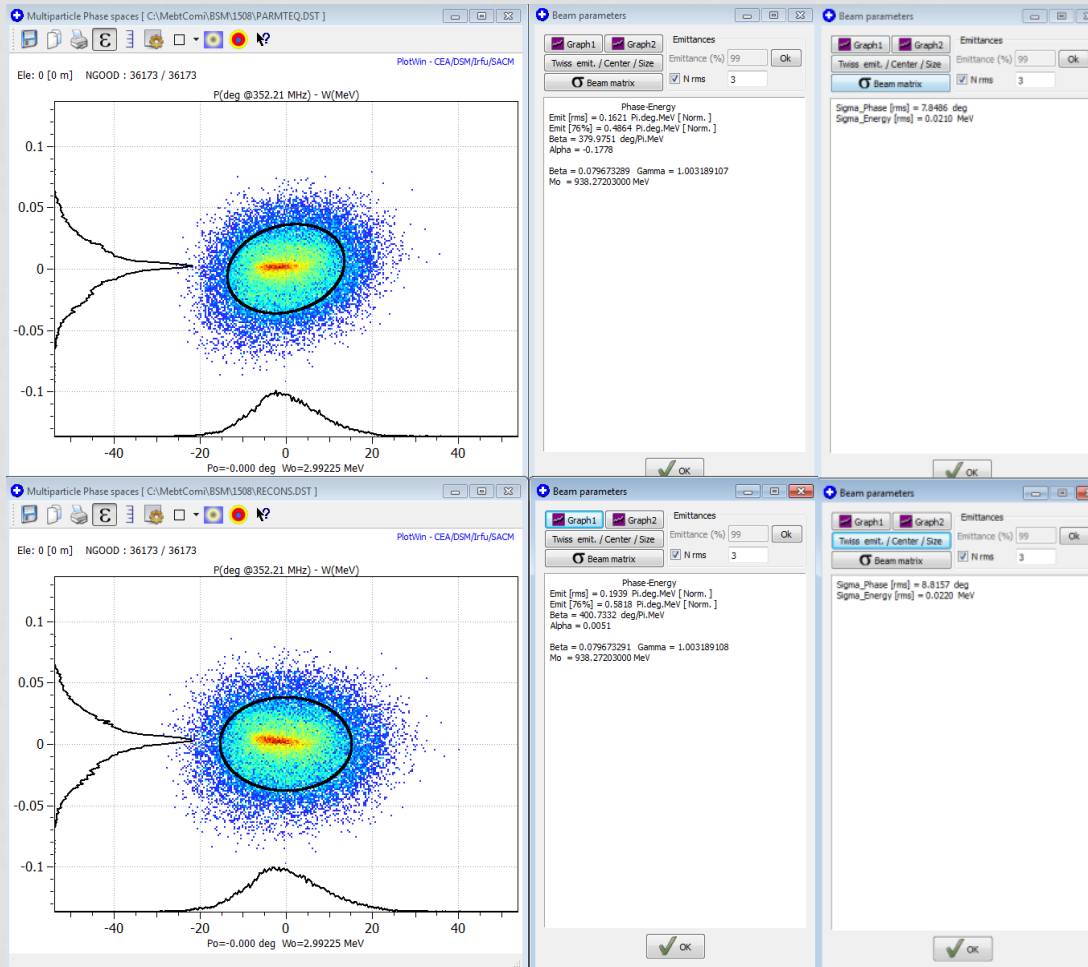 Multiparticle Phase spaces [ C:\MebtComi\BSM\1508\PARMTEQ.DST ]
ε
PlotWin - CEA/DSM/Irfu/SACM
Ele: 0 [0 m] NGOOD : 36173 / 36173
P(deg @352.21 MHz) - W(MeV)
0.1
0.05
0
-0.05
-0.1
-40 -20 0 20 40
Po=-0.000 deg Wo=2.99225 MeV
Beam parameters
Graph1 Graph2
Twiss emit. / Center / Size
σ Beam matrix
Emittances
Emittance (%) 99 Ok
N rms 3
Phase-Energy
Emit [rms] = 0.1621 Pi.deg.MeV [ Norm. ]
Emit [76%] = 0.4864 Pi.deg.MeV [ Norm. ]
Beta = 379.9751 deg/Pi.MeV
Alpha = -0.1778
Beta = 0.079673289 Gamma = 1.003189107
Mo = 938.27203000 MeV
OK
Beam parameters
Graph1 Graph2
Twiss emit. / Center / Size
σ Beam matrix
Emittances
Emittance (%) 99 Ok
N rms 3
Sigma_Phase [rms] = 7.8486 deg
Sigma_Energy [rms] = 0.0210 MeV
OK
Multiparticle Phase spaces [ C:\MebtComi\BSM\1508\RECONS.DST ]
ε
PlotWin - CEA/DSM/Irfu/SACM
Ele: 0 [0 m] NGOOD : 36173 / 36173
P(deg @352.21 MHz) - W(MeV)
0.1
0.05
0
-0.05
-0.1
-40 -20 0 20 40
Po=-0.000 deg Wo=2.99225 MeV
Beam parameters
Graph1 Graph2
Twiss emit. / Center / Size
σ Beam matrix
Emittances
Emittance (%) 99 Ok
N rms 3
Phase-Energy
Emit [rms] = 0.1939 Pi.deg.MeV [ Norm. ]
Emit [76%] = 0.5818 Pi.deg.MeV [ Norm. ]
Beta = 400.7332 deg/Pi.MeV
Alpha = 0.0051
Beta = 0.079673291 Gamma = 1.003189108
Mo = 938.27203000 MeV
OK
Beam parameters
Graph1 Graph2
Twiss emit. / Center / Size
σ Beam matrix
Emittances
Emittance (%) 99 Ok
N rms 3
Sigma_Phase [rms] = 8.8157 deg
Sigma_Energy [rms] = 0.0220 MeV
OK